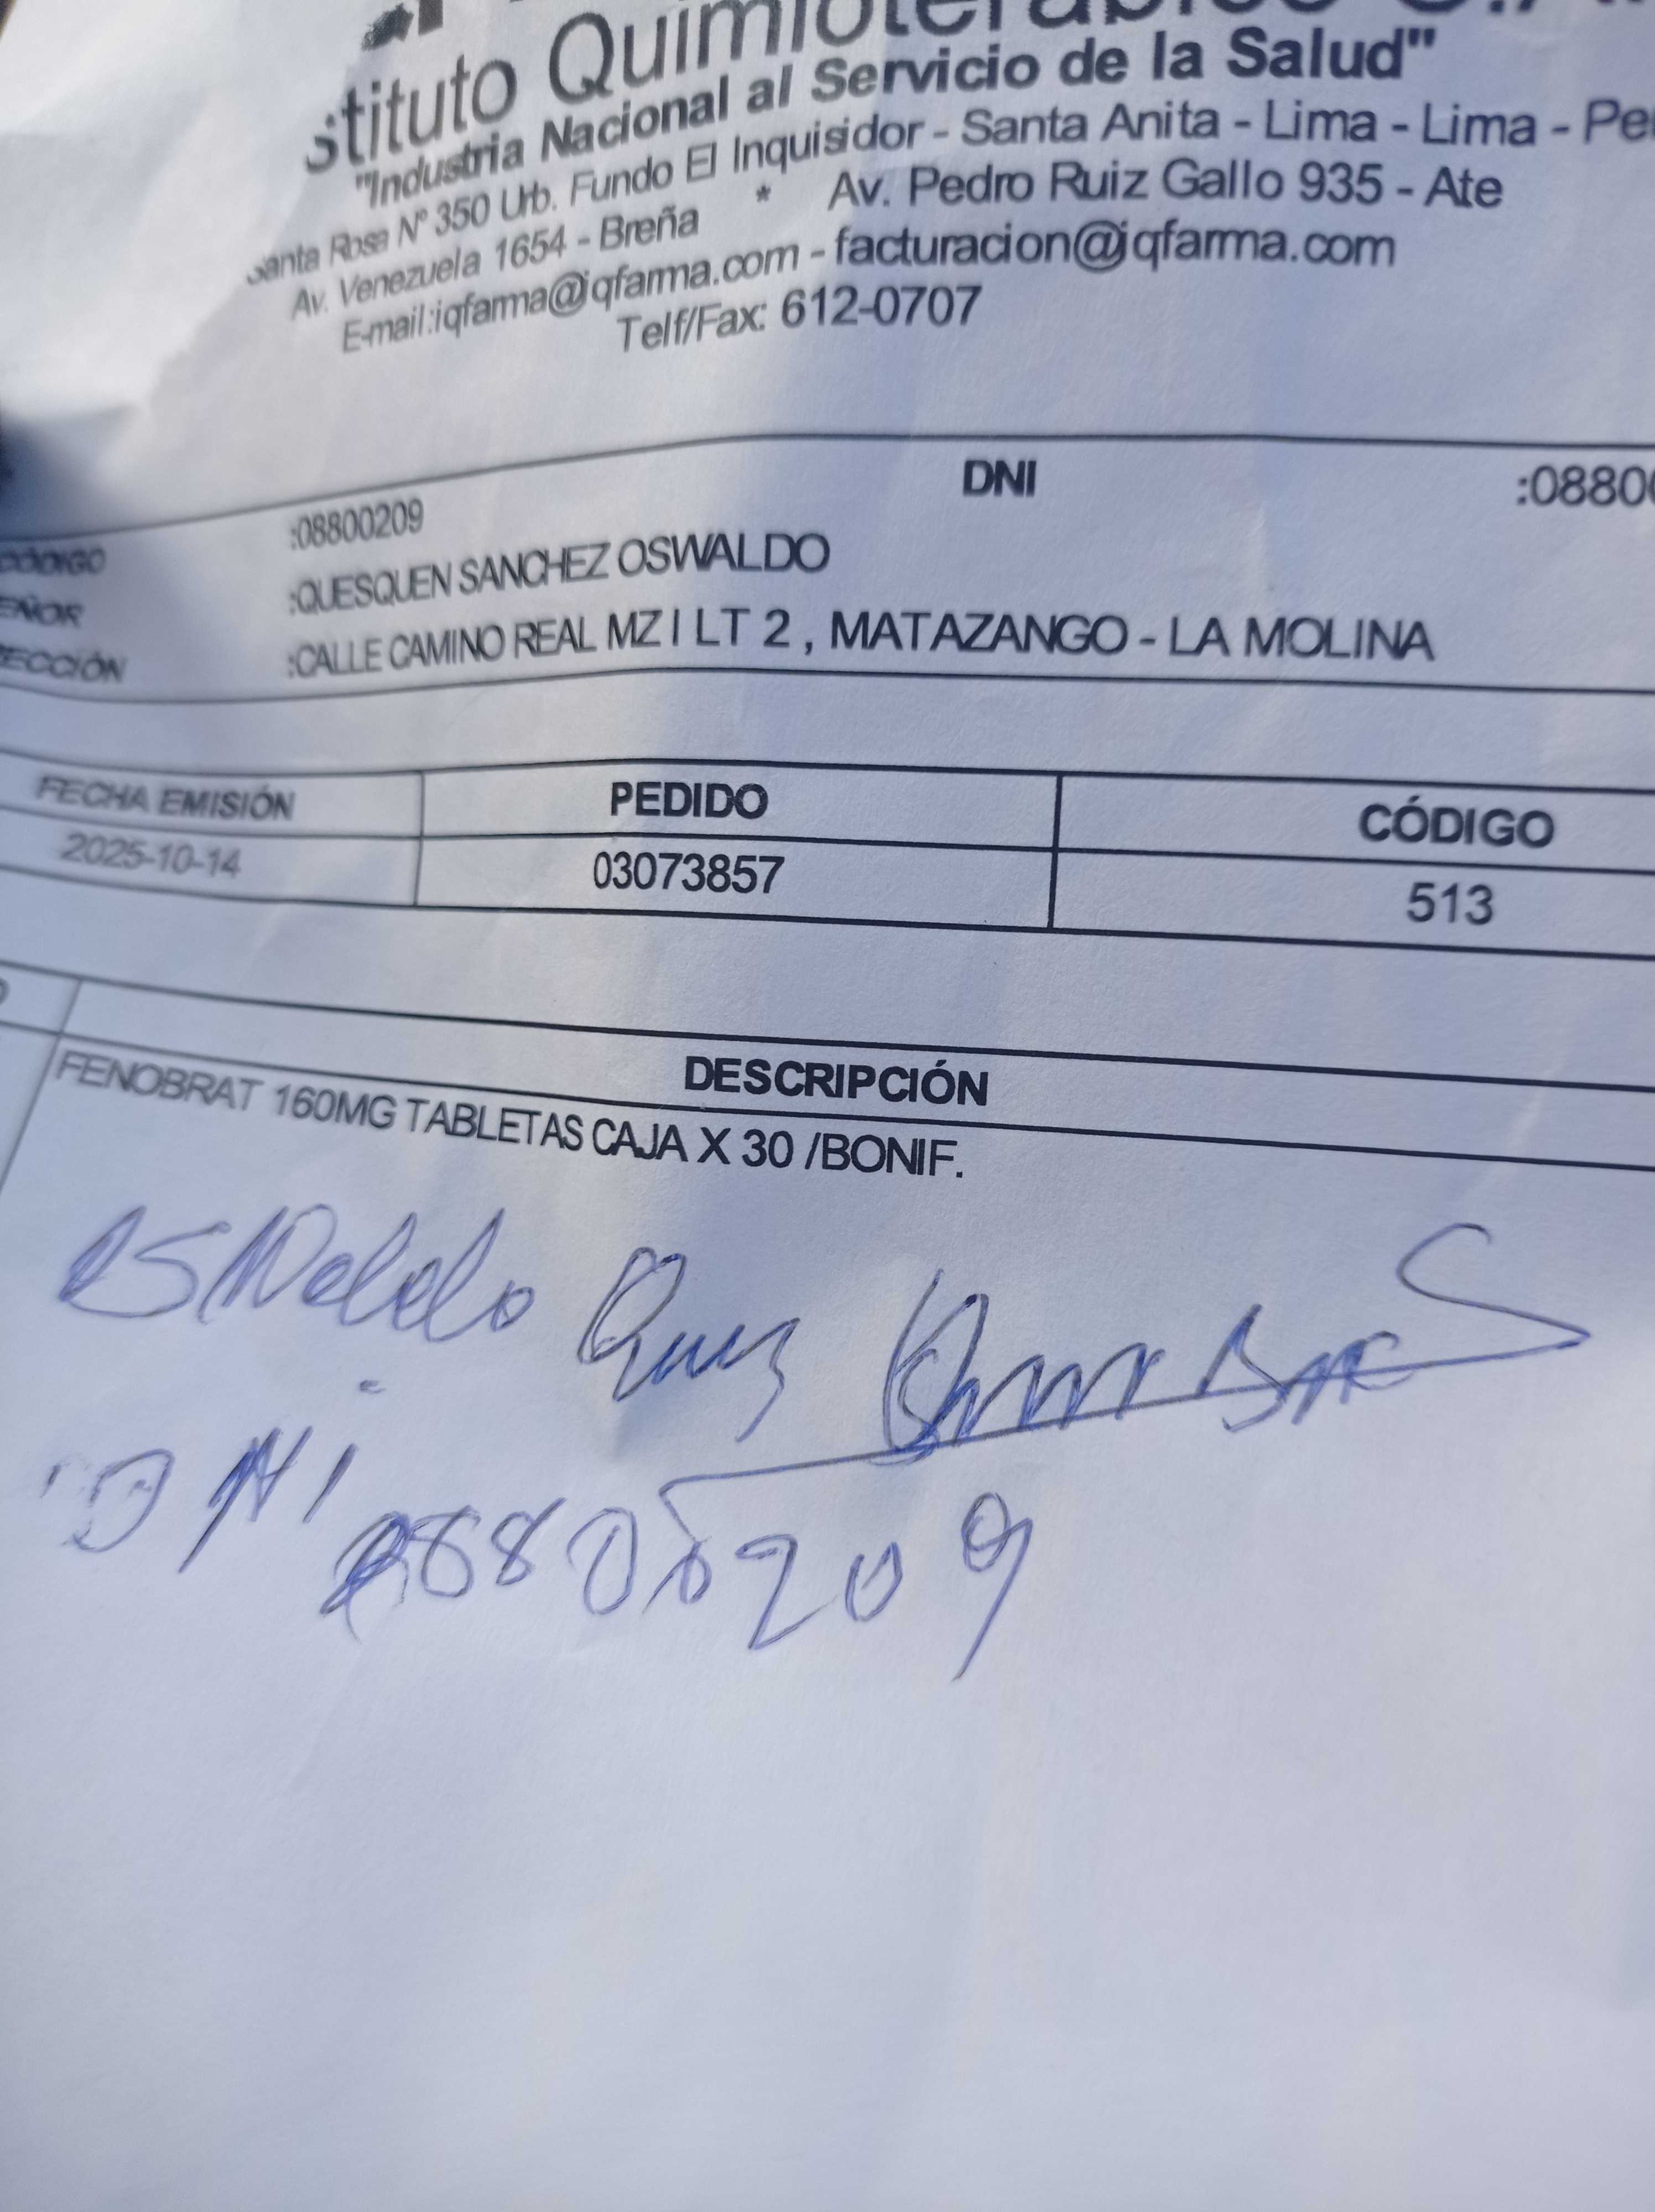 stituto Quimioterápico S.A.
"Industria Nacional al Servicio de la Salud"
Santa Rosa N° 350 Urb. Fundo El Inquisidor - Santa Anita - Lima - Lima - Pe
Av. Venezuela 1654 - Breña * Av. Pedro Ruiz Gallo 935 - Ate
E-mail:iqfarma@iqfarma.com - facturacion@iqfarma.com
Telf/Fax: 612-0707
CÓDIGO :08800209 DNI :0880
EÑOR :QUESQUEN SANCHEZ OSWALDO
ECCIÓN :CALLE CAMINO REAL MZ I LT 2 , MATAZANGO - LA MOLINA
FECHA EMISIÓN PEDIDO CÓDIGO
2025-10-14 03073857 513
DESCRIPCIÓN
FENOBRAT 160MG TABLETAS CAJA X 30 /BONIF.
DNI
08800209